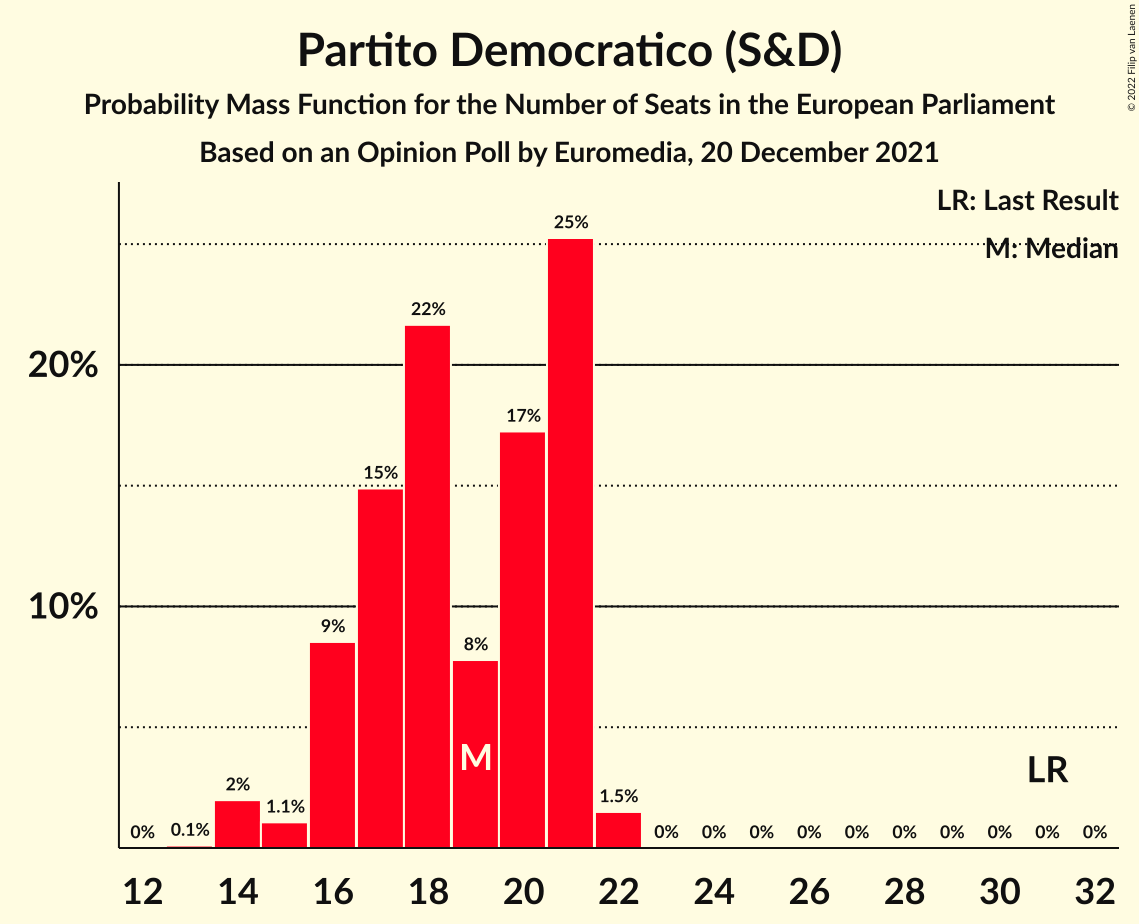 Partito Democratico (S&D)
Probability Mass Function for the Number of Seats in the European Parliament
Based on an Opinion Poll by Euromedia, 20 December 2021
© 2022 Filip van Laenen
LR: Last Result
M: Median
25%
22%
20%
17%
15%
10%
9%
8%
M
LR
2%
1.1%
1.5%
0% 0.1% 0% 0% 0% 0% 0% 0% 0% 0% 0% 0%
12 14 16 18 20 22 24 26 28 30 32